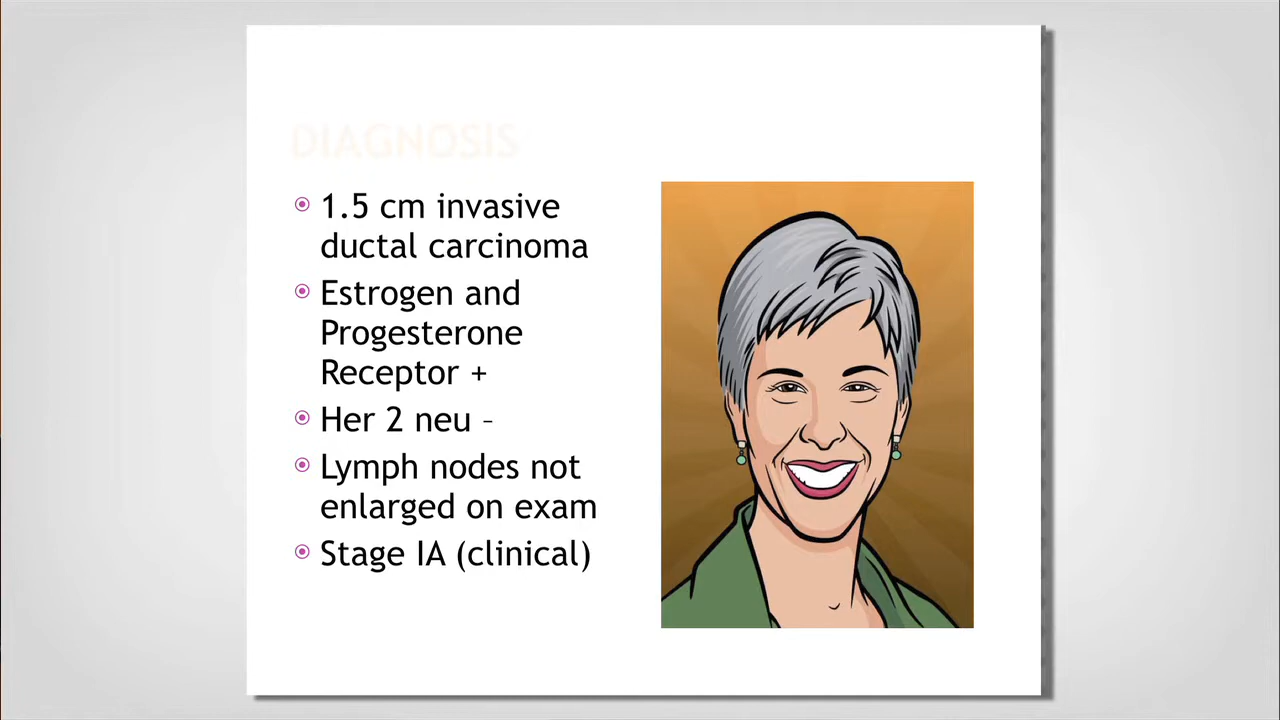 DIAGNOSIS
1.5 cm invasive
ductal carcinoma
Estrogen and
Progesterone
Receptor +
Her 2 neu –
Lymph nodes not
enlarged on exam
Stage IA (clinical)